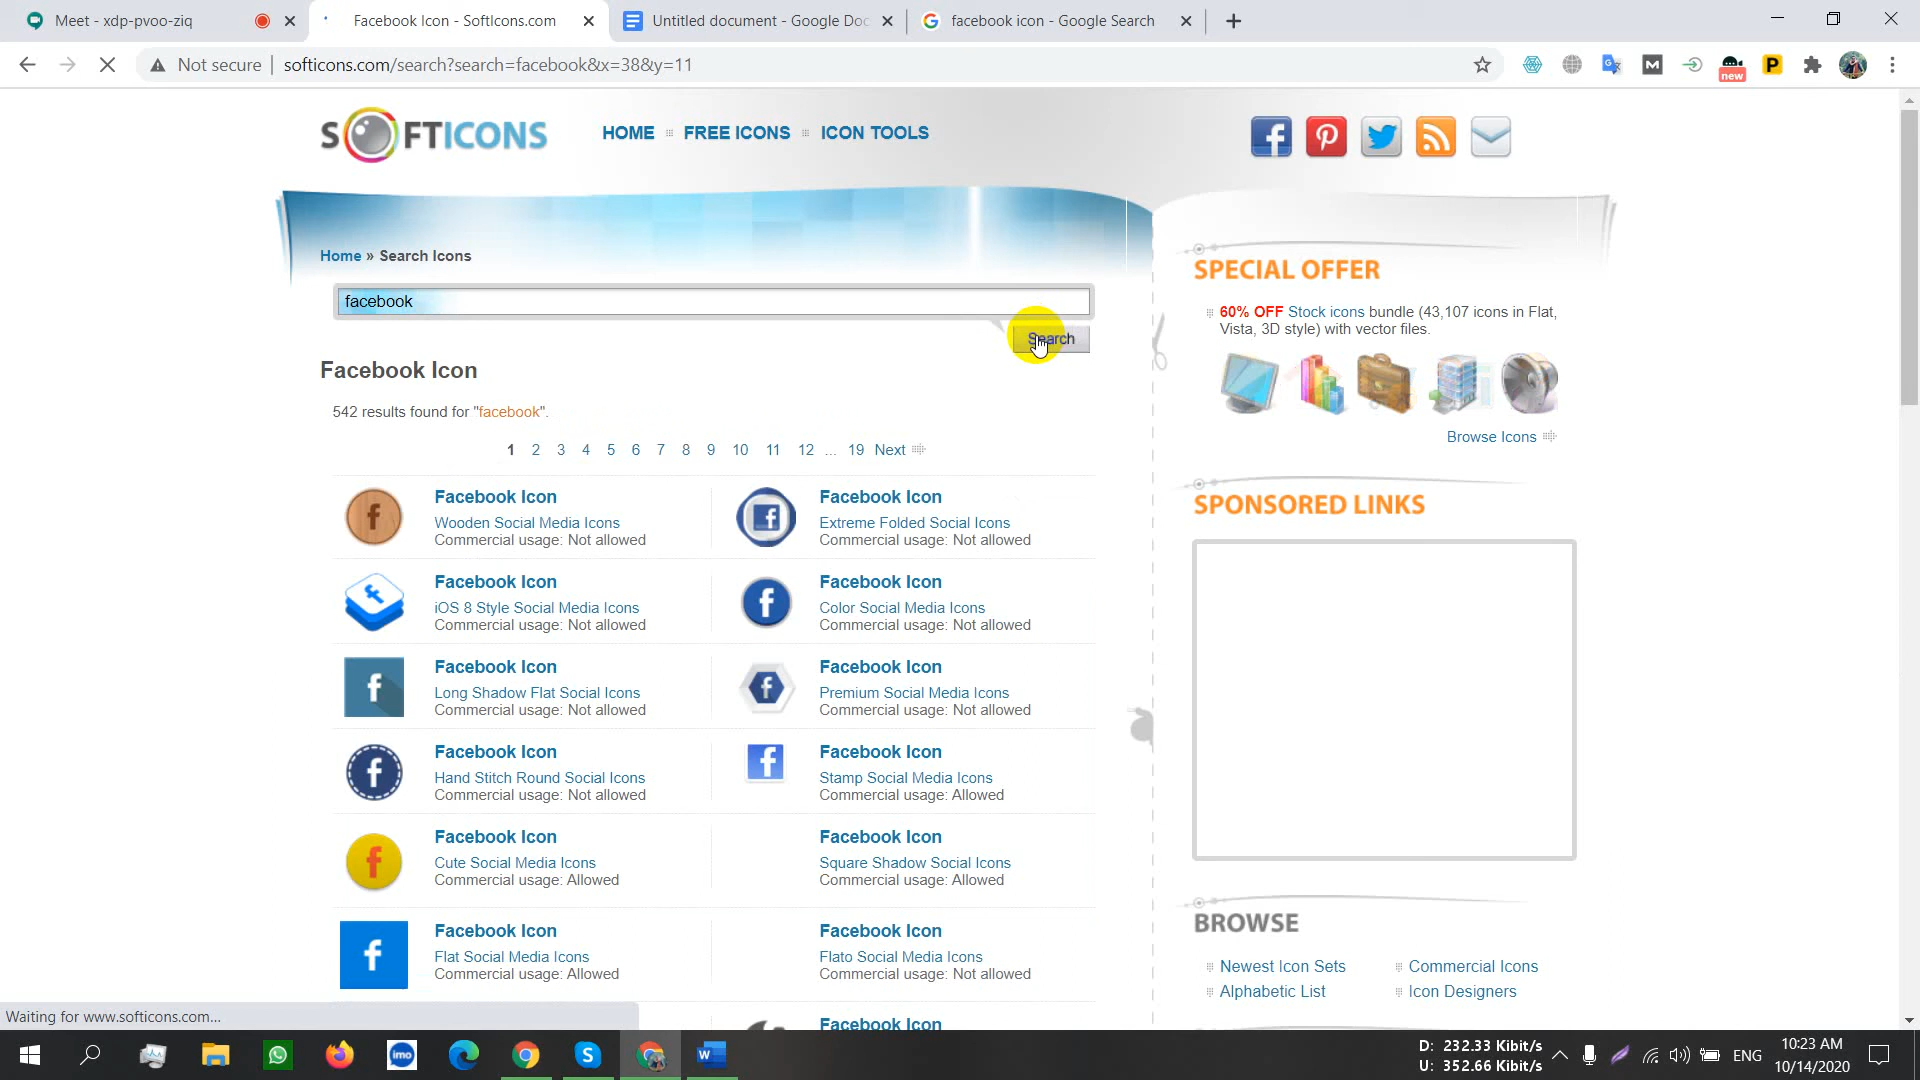 Meet - xdp-pvoo-ziq
Facebook Icon - SoftIcons.com
Untitled document - Google Doc
facebook icon - Google Search
Not secure
softicons.com/search?search=facebook&x=38&y=11
new
SOFTICONS
HOME
FREE ICONS
ICON TOOLS
Home » Search Icons
facebook
Search
Facebook Icon
542 results found for "facebook".
1 2 3 4 5 6 7 8 9 10 11 12 ... 19 Next
Facebook Icon
Wooden Social Media Icons
Commercial usage: Not allowed
Facebook Icon
Extreme Folded Social Icons
Commercial usage: Not allowed
Facebook Icon
iOS 8 Style Social Media Icons
Commercial usage: Not allowed
Facebook Icon
Color Social Media Icons
Commercial usage: Not allowed
Facebook Icon
Long Shadow Flat Social Icons
Commercial usage: Not allowed
Facebook Icon
Premium Social Media Icons
Commercial usage: Not allowed
Facebook Icon
Hand Stitch Round Social Icons
Commercial usage: Not allowed
Facebook Icon
Stamp Social Media Icons
Commercial usage: Allowed
Facebook Icon
Cute Social Media Icons
Commercial usage: Allowed
Facebook Icon
Square Shadow Social Icons
Commercial usage: Allowed
Facebook Icon
Flat Social Media Icons
Commercial usage: Allowed
Facebook Icon
Flato Social Media Icons
Commercial usage: Not allowed
Facebook Icon
SPECIAL OFFER
60% OFF Stock icons bundle (43,107 icons in Flat,
Vista, 3D style) with vector files.
Browse Icons
SPONSORED LINKS
BROWSE
Newest Icon Sets
Commercial Icons
Alphabetic List
Icon Designers
Waiting for www.softicons.com...
imo
D: 232.33 Kibit/s
U: 352.66 Kibit/s
ENG
10:23 AM
10/14/2020